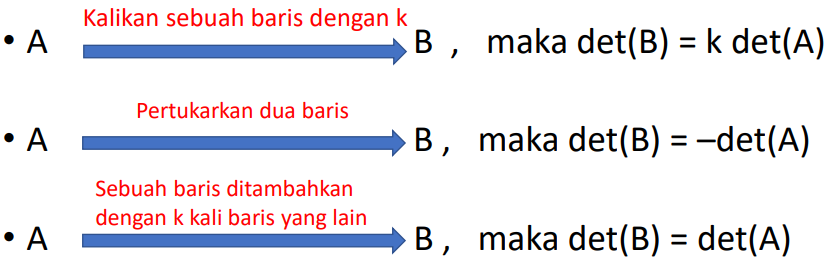 Kalikan sebuah baris dengan k
• A B , maka det(B) = k det(A)
Pertukarkan dua baris
• A B , maka det(B) = –det(A)
Sebuah baris ditambahkan
dengan k kali baris yang lain
• A B , maka det(B) = det(A)